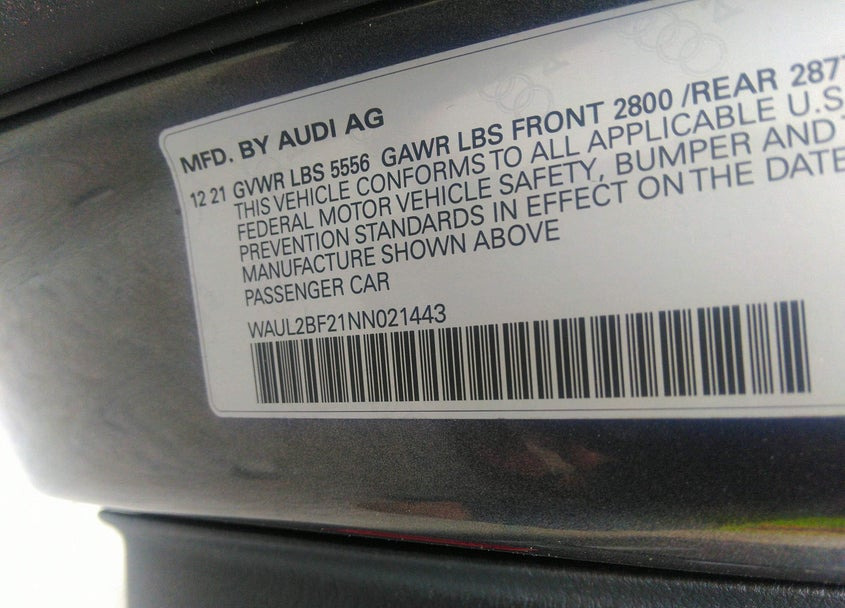 MFD. BY AUDI AG
12 21 GVWR LBS 5556 GAWR LBS FRONT 2800 /REAR 2877
THIS VEHICLE CONFORMS TO ALL APPLICABLE U.S
FEDERAL MOTOR VEHICLE SAFETY, BUMPER AND
PREVENTION STANDARDS IN EFFECT ON THE DATE
MANUFACTURE SHOWN ABOVE
PASSENGER CAR
WAUL2BF21NN021443